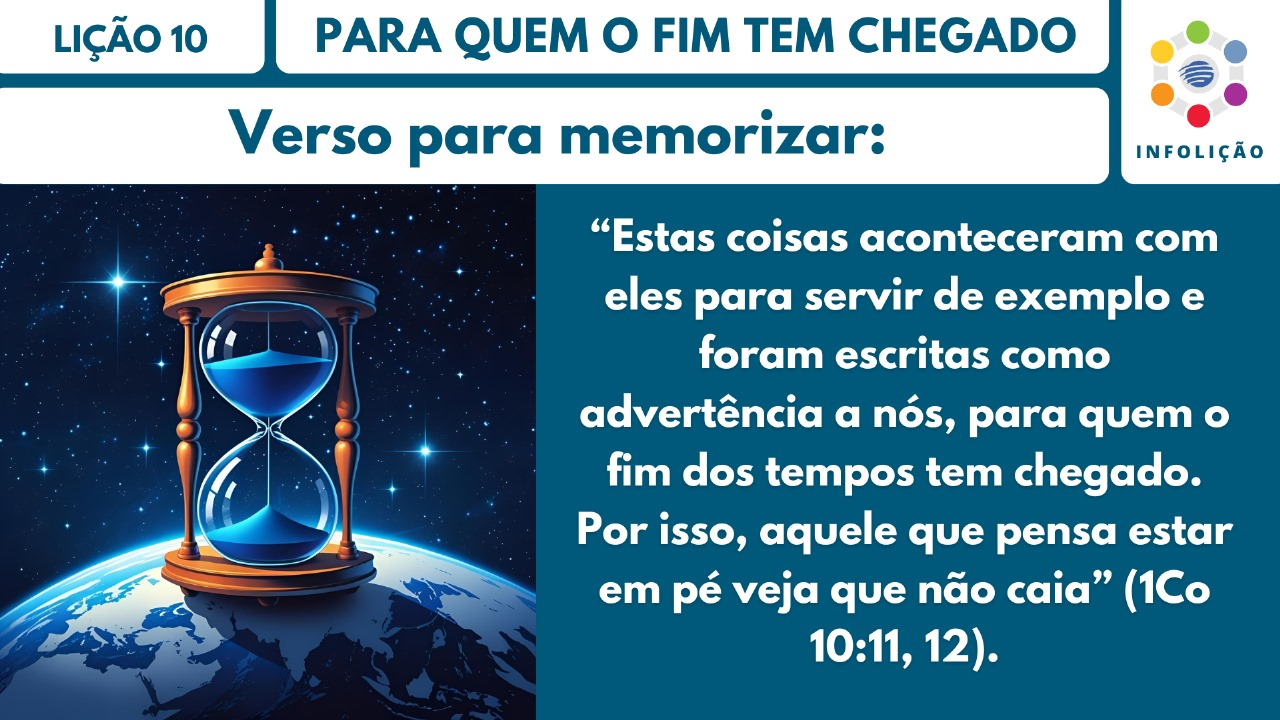 LIÇÃO 10
PARA QUEM O FIM TEM CHEGADO
INFOLIÇÃO
Verso para memorizar:
“Estas coisas aconteceram com
eles para servir de exemplo e
foram escritas como
advertência a nós, para quem o
fim dos tempos tem chegado.
Por isso, aquele que pensa estar
em pé veja que não caia” (1Co
10:11, 12).